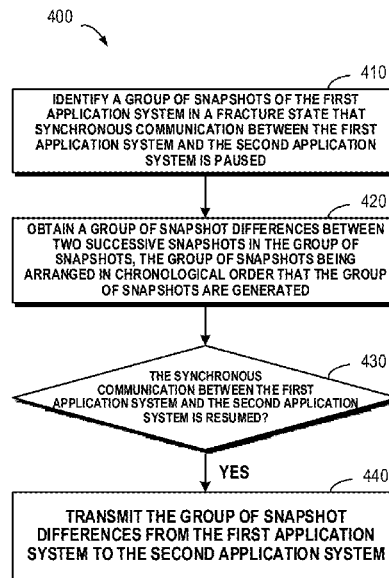 400
410
IDENTIFY A GROUP OF SNAPSHOTS OF THE FIRST
APPLICATION SYSTEM IN A FRACTURE STATE THAT
SYNCHRONOUS COMMUNICATION BETWEEN THE FIRST
APPLICATION SYSTEM AND THE SECOND APPLICATION
SYSTEM IS PAUSED
420
OBTAIN A GROUP OF SNAPSHOT DIFFERENCES BETWEEN
TWO SUCCESSIVE SNAPSHOTS IN THE GROUP OF
SNAPSHOTS, THE GROUP OF SNAPSHOTS BEING
ARRANGED IN CHRONOLOGICAL ORDER THAT THE GROUP
OF SNAPSHOTS ARE GENERATED
430
THE SYNCHRONOUS
COMMUNICATION BETWEEN THE FIRST
APPLICATION SYSTEM AND THE SECOND APPLICATION
SYSTEM IS RESUMED?
YES
440
TRANSMIT THE GROUP OF SNAPSHOT
DIFFERENCES FROM THE FIRST APPLICATION
SYSTEM TO THE SECOND APPLICATION SYSTEM